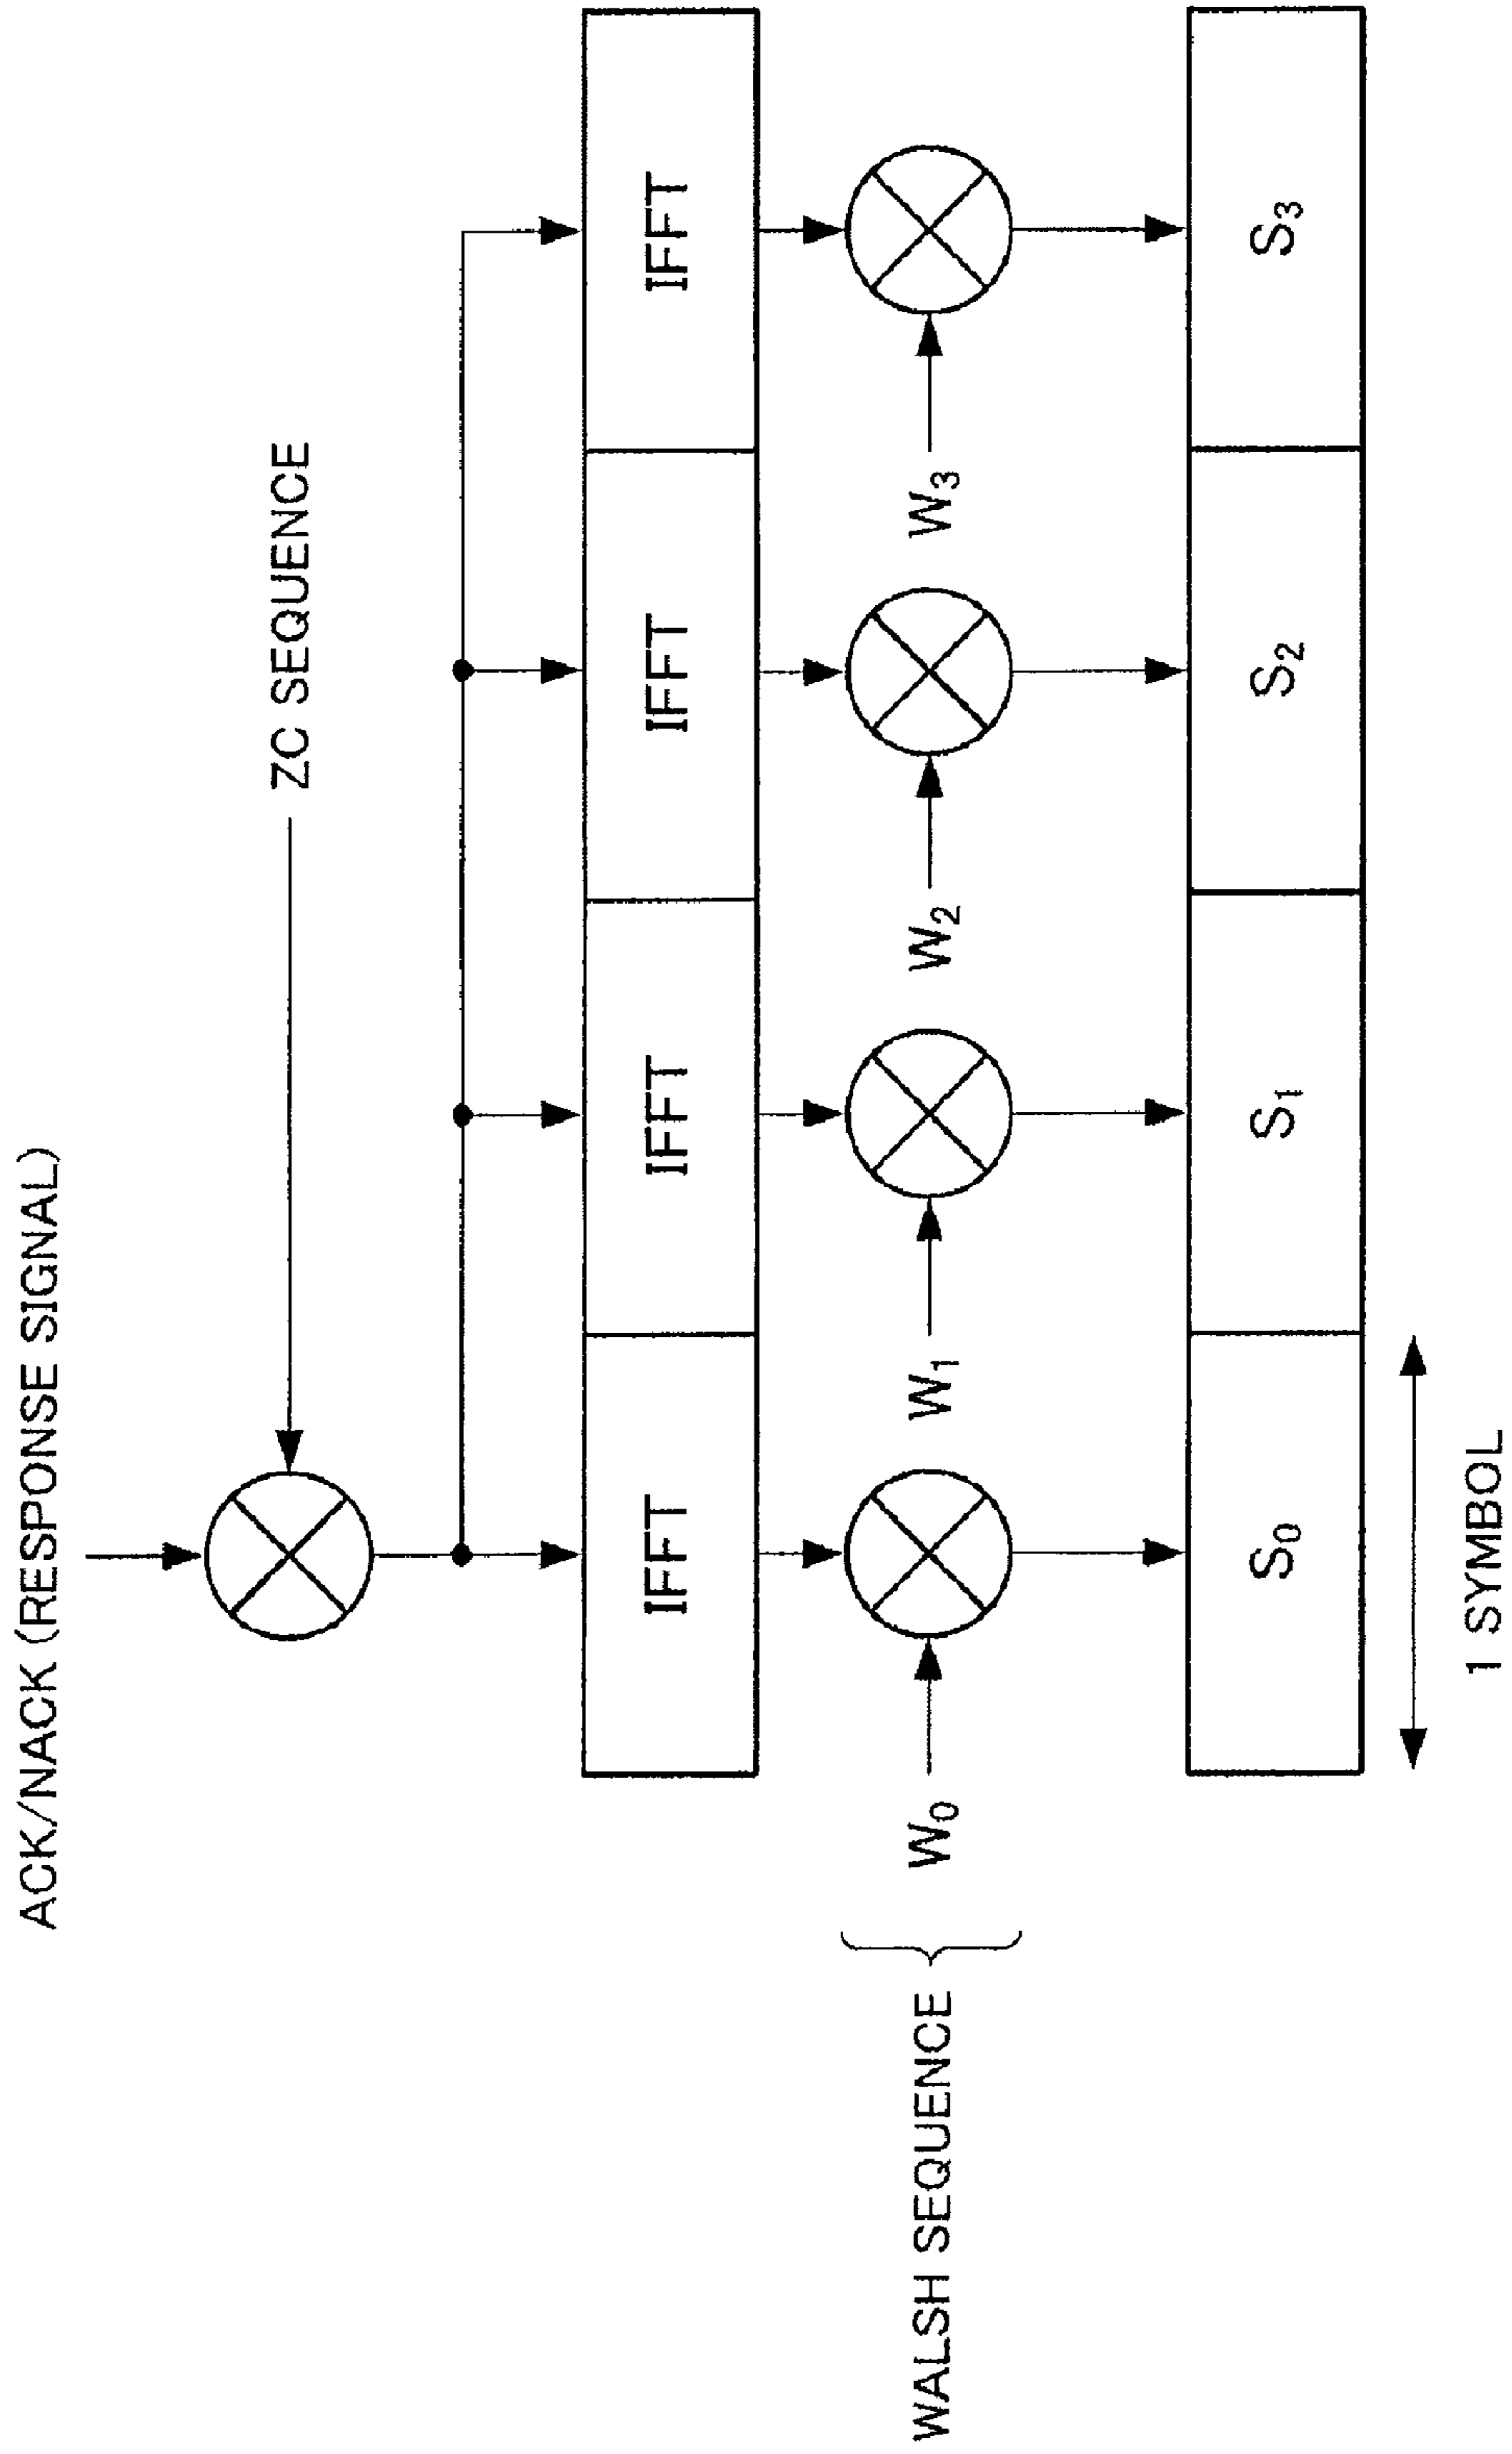 ACK/NACK (RESPONSE SIGNAL)
ZC SEQUENCE
IFFT IFFT IFFT IFFT
WALSH SEQUENCE W₀ W₁ W₂ W₃
S₀ S₁ S₂ S₃
1 SYMBOL